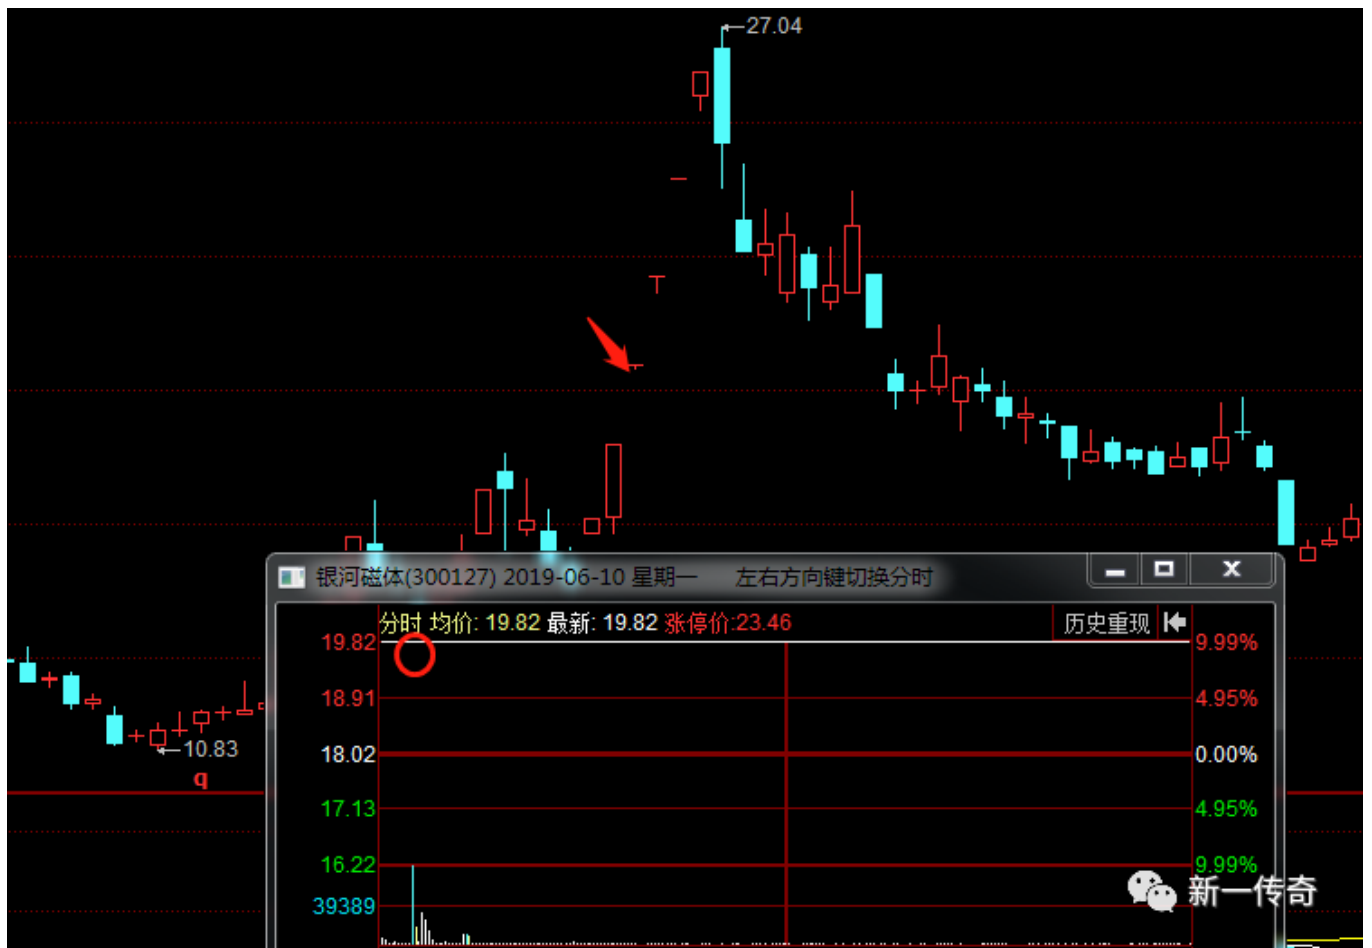 27.04
10.83
q
银河磁体(300127) 2019-06-10 星期一 左右方向键切换分时
分时 均价: 19.82 最新: 19.82 涨停价:23.46 历史重现
19.82 9.99%
18.91 4.95%
18.02 0.00%
17.13 4.95%
16.22 9.99%
39389
新一传奇